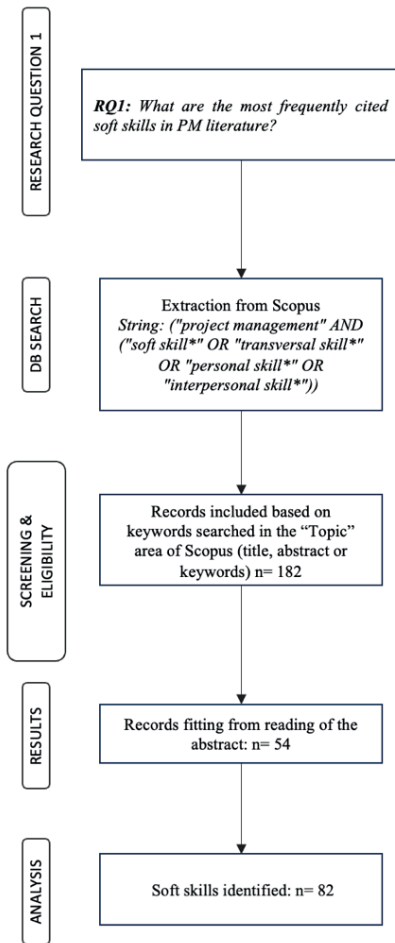 RESEARCH QUESTION 1
RQ1: What are the most frequently cited
soft skills in PM literature?
DB SEARCH
Extraction from Scopus
String: ("project management" AND
("soft skill*" OR "transversal skill*"
OR "personal skill*" OR
"interpersonal skill*"))
SCREENING &
ELIGIBILITY
Records included based on
keywords searched in the “Topic”
area of Scopus (title, abstract or
keywords) n= 182
RESULTS
Records fitting from reading of the
abstract: n= 54
ANALYSIS
Soft skills identified: n= 82